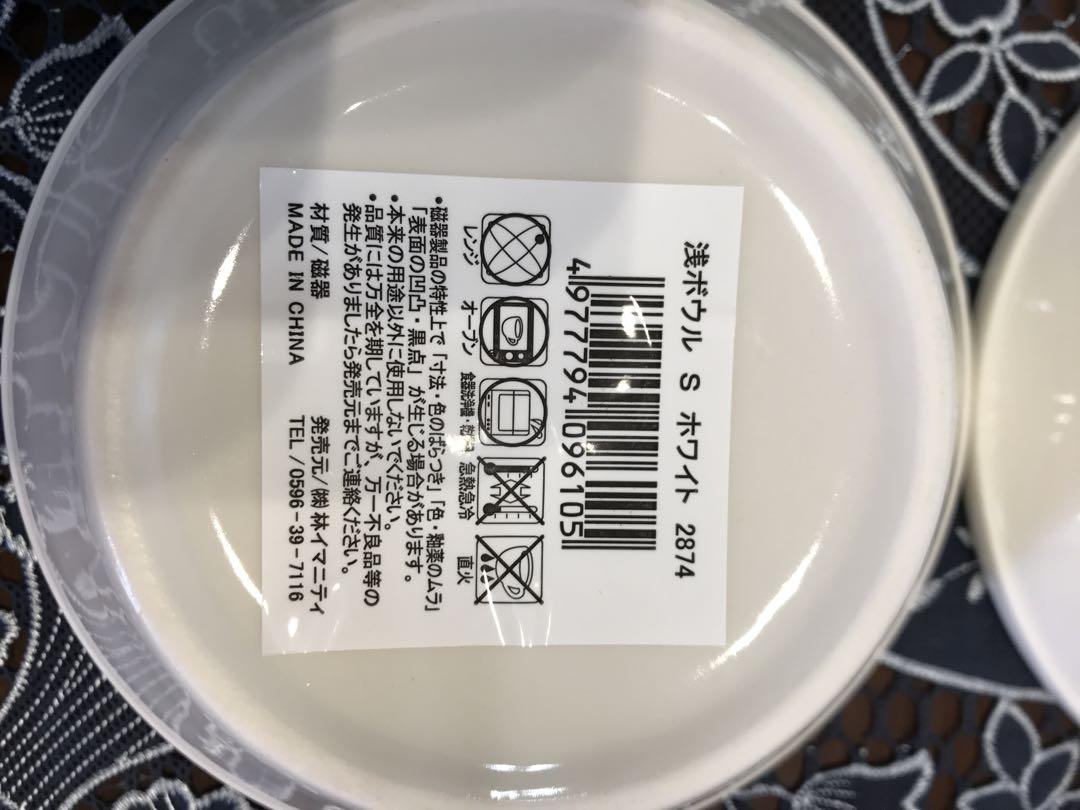 浅ボウル S ホワイト 2874
4977794096105
レンジ オーブン 食器洗浄機・乾 急熱急冷 直火
•磁器製品の特性上で「寸法・色のばらつき」「色・釉薬のムラ」
「表面の凹凸・黒点」が生じる場合があります。
•本来の用途以外に使用しないでください。
•品質には万全を期していますが、万一不良品等の
発生がありましたら発売元までご連絡ください。
材質/磁器 発売元/㈱林イマニティ
MADE IN CHINA TEL/0596-39-7116